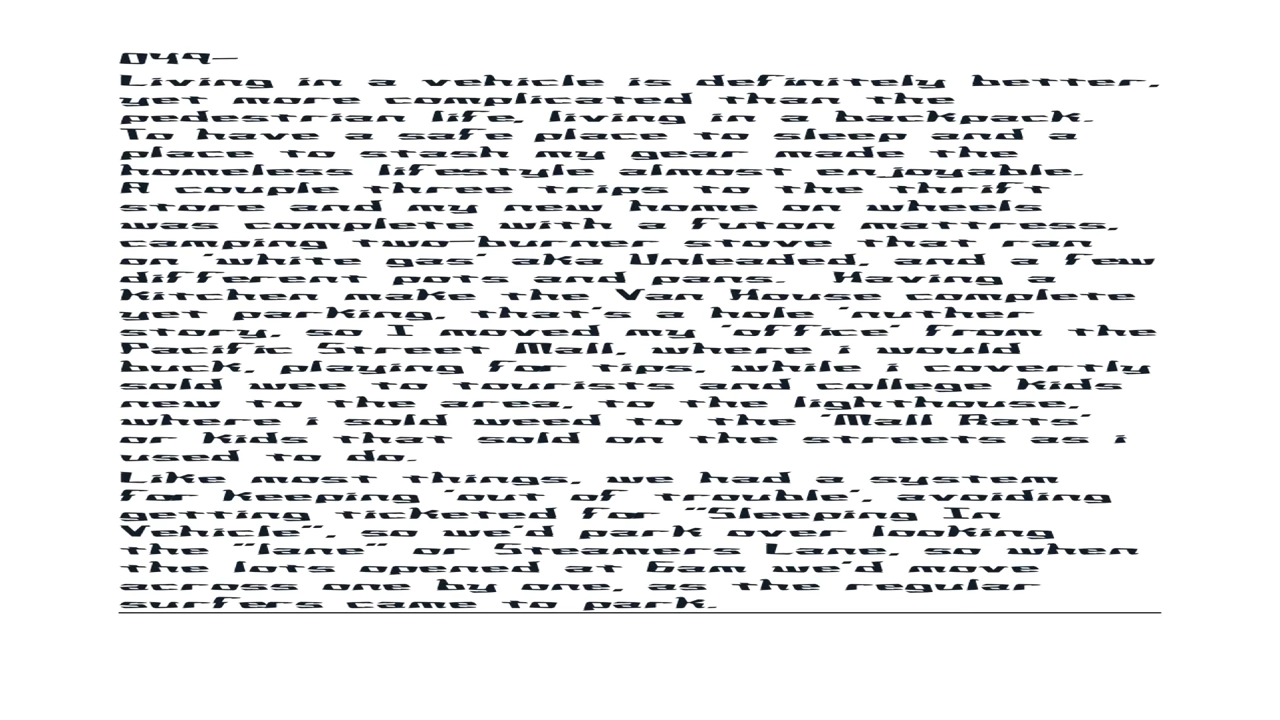 049—
Living in a vehicle is definitely better,
yet more complicated than the
pedestrian life, living in a backpack.
To have a safe place to sleep and a
place to stash my gear made the
homeless lifestyle almost enjoyable.
A couple three trips to the thrift
store and my new home on wheels
was complete with a futon mattress,
camping two-burner stove that ran
on 'white gas' aka Unleaded, and a few
different pots and pans.  Having a
kitchen make the Van House complete
yet parking, that's a hole 'nuther
story, so I moved my 'office' from the
Pacific Street Mall, where i would
buck, playing for tips, while i covertly
sold wee to tourists and college kids
new to the area, to the lighthouse,
where i sold weed to the 'Mall Rats'
or kids that sold on the streets as i
used to do.
Like most things, we had a system
for keeping 'out of trouble', avoiding
getting ticketed for "Sleeping In
Vehicle", so we'd park over looking
the "lane" or Steamers Lane, so when
the lots opened at 6am we'd move
across one by one, as the regular
surfers came to park.